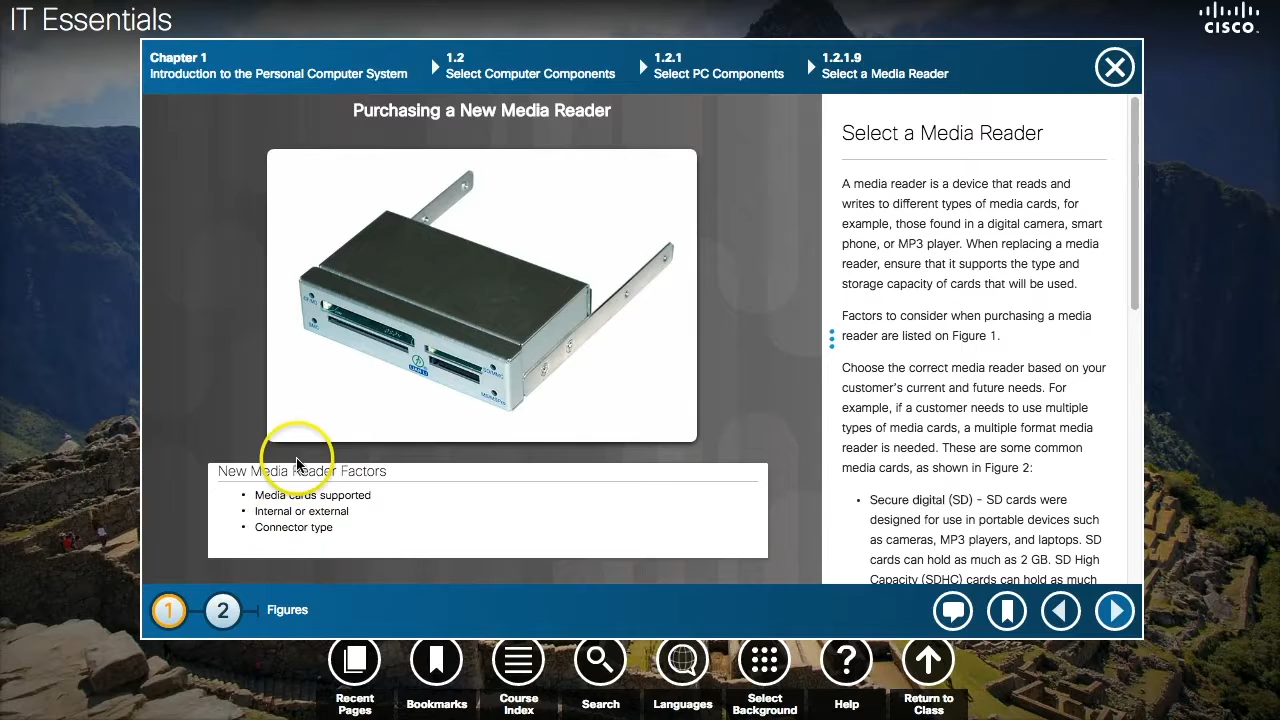 IT Essentials
CISCO.
Chapter 1
Introduction to the Personal Computer System
1.2
Select Computer Components
1.2.1
Select PC Components
1.2.1.9
Select a Media Reader
Purchasing a New Media Reader
New Media Reader Factors
• Media cards supported
• Internal or external
• Connector type
Select a Media Reader
A media reader is a device that reads and
writes to different types of media cards, for
example, those found in a digital camera, smart
phone, or MP3 player. When replacing a media
reader, ensure that it supports the type and
storage capacity of cards that will be used.
Factors to consider when purchasing a media
reader are listed on Figure 1.
Choose the correct media reader based on your
customer's current and future needs. For
example, if a customer needs to use multiple
types of media cards, a multiple format media
reader is needed. These are some common
media cards, as shown in Figure 2:
• Secure digital (SD) - SD cards were
designed for use in portable devices such
as cameras, MP3 players, and laptops. SD
cards can hold as much as 2 GB. SD High
Capacity (SDHC) cards can hold as much
1
2
Figures
Recent
Pages
Bookmarks
Course
Index
Search
Languages
Select
Background
?
Help
Return to
Class